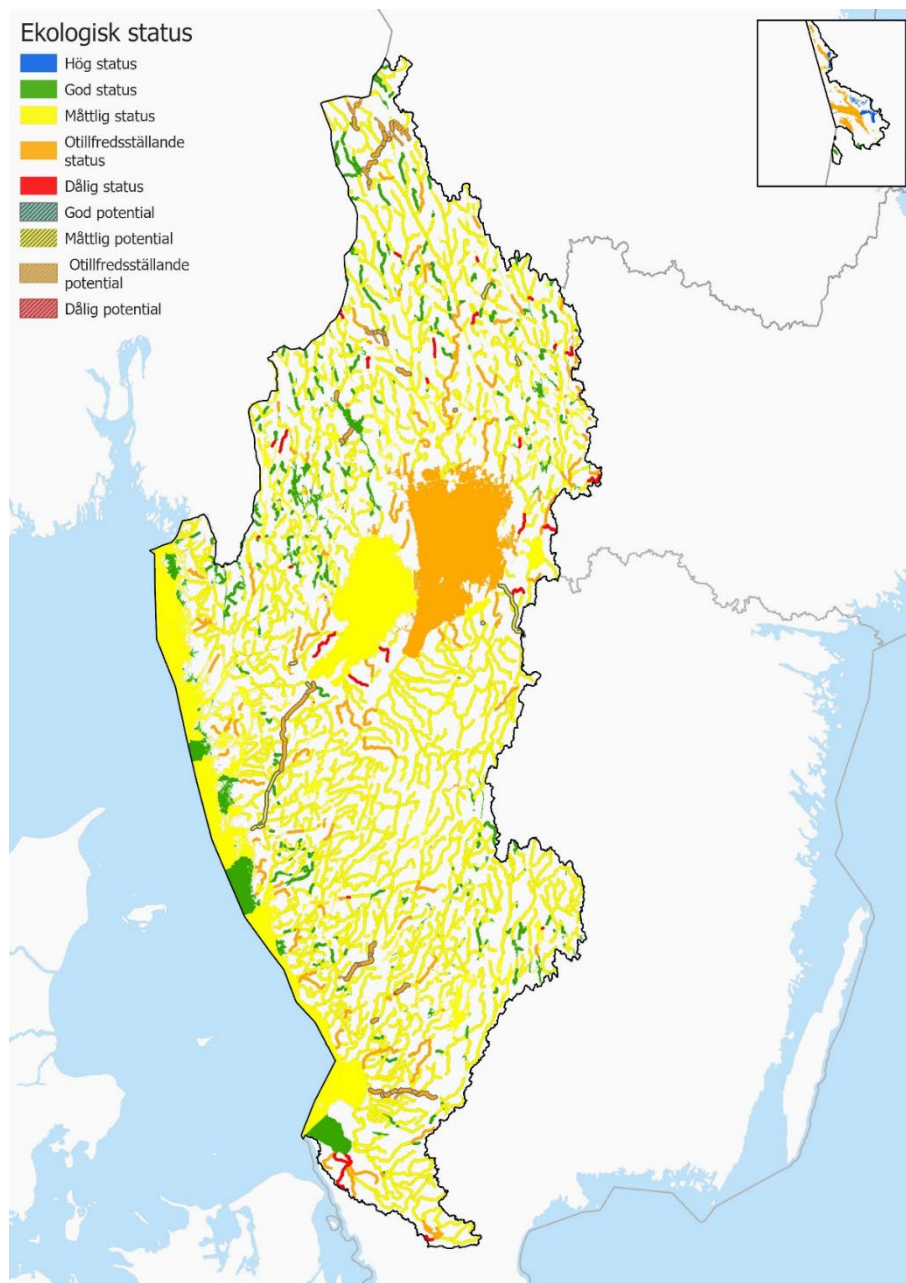 Ekologisk status
Hög status
God status
Måttlig status
Otillfredsställande
status
Dålig status
God potential
Måttlig potential
Otillfredsställande
potential
Dålig potential